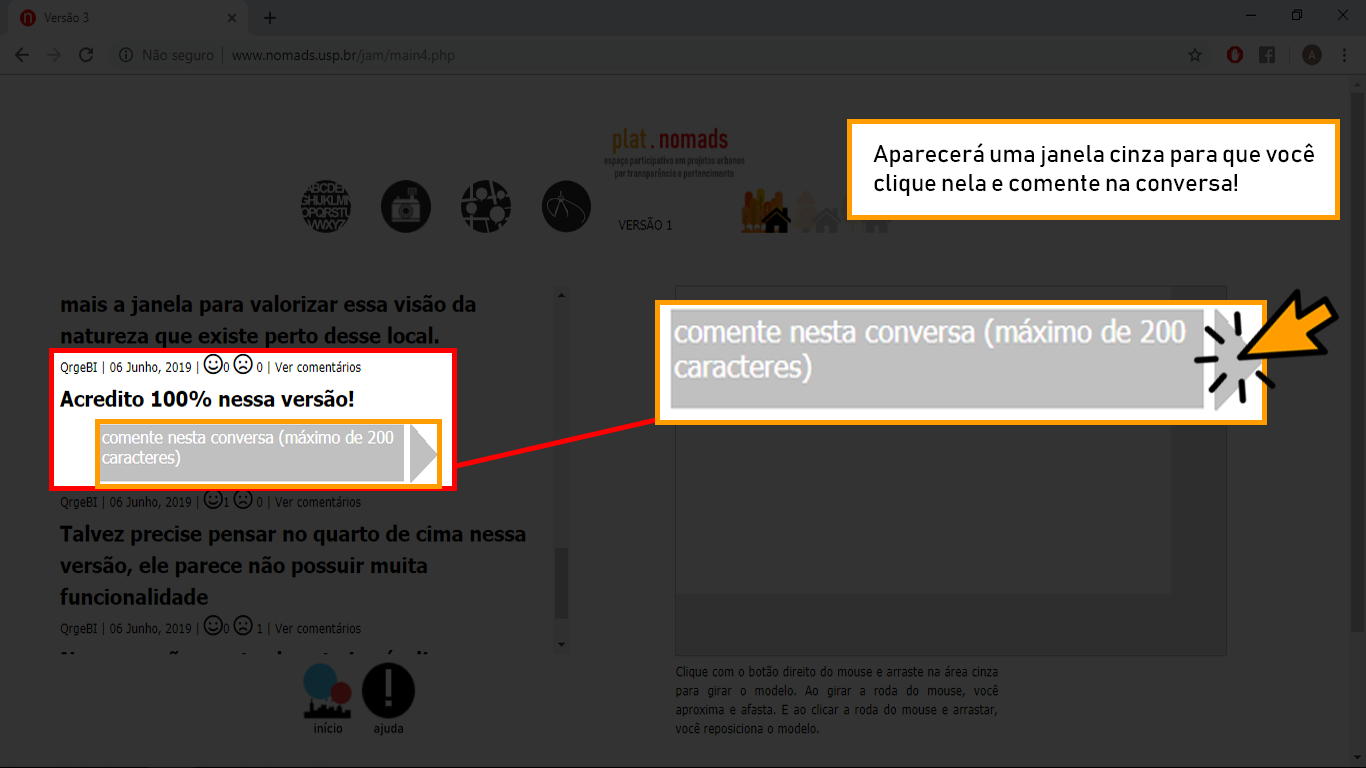 Versão 3
Não seguro | www.nomads.usp.br/jam/main4.php
A
plat.nomads
espaço participativo em projetos urbanos
por transparência e pertencimento
Aparecerá uma janela cinza para que você
clique nela e comente na conversa!
ABCDEF
GHIJKLMN
OPQRSTU
VWXYZ
VERSÃO 1
mais a janela para valorizar essa visão da
natureza que existe perto desse local.
QrgeBI | 06 Junho, 2019 | 0 0 | Ver comentários
Acredito 100% nessa versão!
comente nesta conversa (máximo de 200
caracteres)
comente nesta conversa (máximo de 200
caracteres)
QrgeBI | 06 Junho, 2019 | 1 0 | Ver comentários
Talvez precise pensar no quarto de cima nessa
versão, ele parece não possuir muita
funcionalidade
QrgeBI | 06 Junho, 2019 | 0 1 | Ver comentários
início
ajuda
Clique com o botão direito do mouse e arraste na área cinza
para girar o modelo. Ao girar a roda do mouse, você
aproxima e afasta. E ao clicar a roda do mouse e arrastar,
você reposiciona o modelo.